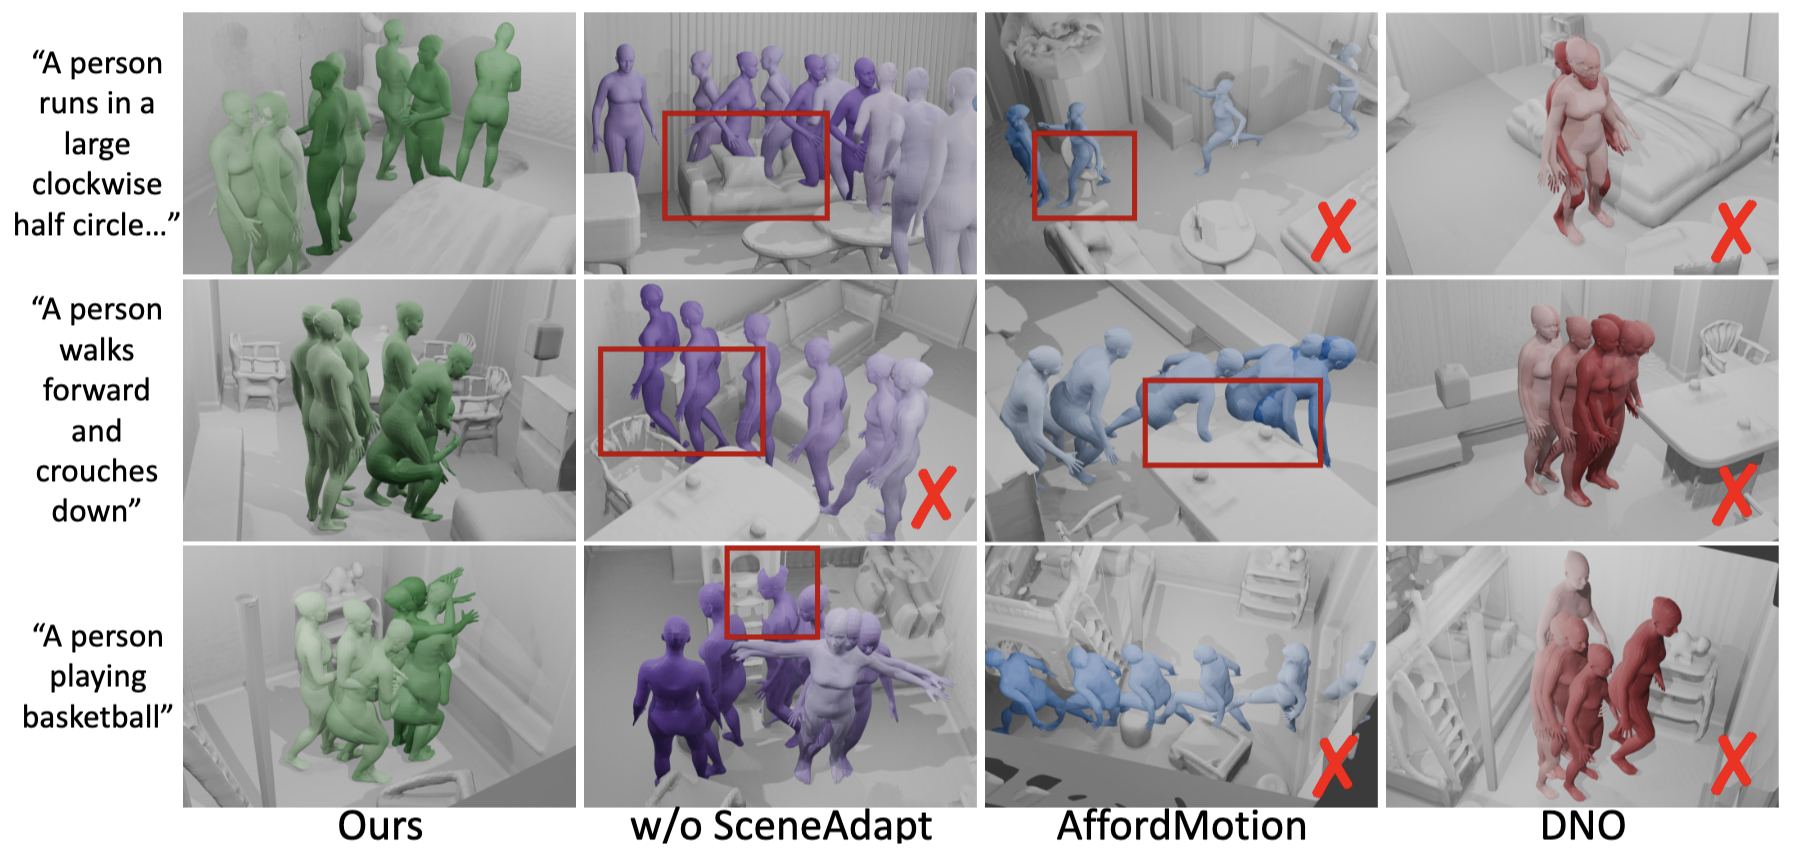 “A person
runs in a
large
clockwise
half circle...”
“A person
walks
forward
and
crouches
down”
“A person
playing
basketball”
Ours
w/o SceneAdapt
AffordMotion
DNO